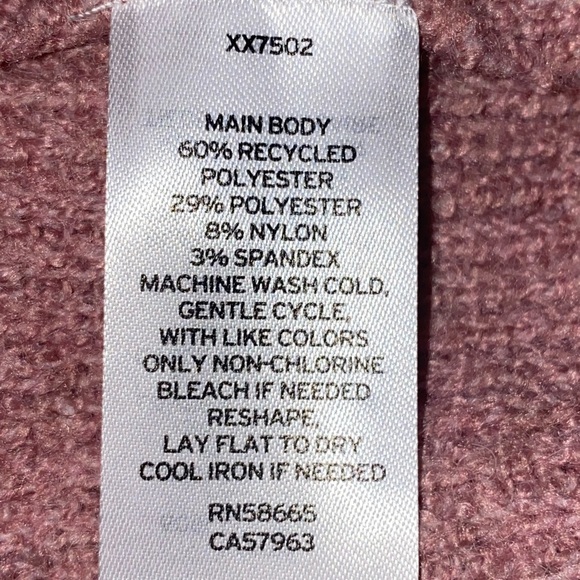 XX7502
MAIN BODY
60% RECYCLED
POLYESTER
29% POLYESTER
8% NYLON
3% SPANDEX
MACHINE WASH COLD,
GENTLE CYCLE,
WITH LIKE COLORS
ONLY NON-CHLORINE
BLEACH IF NEEDED
RESHAPE,
LAY FLAT TO DRY
COOL IRON IF NEEDED
RN58665
CA57963